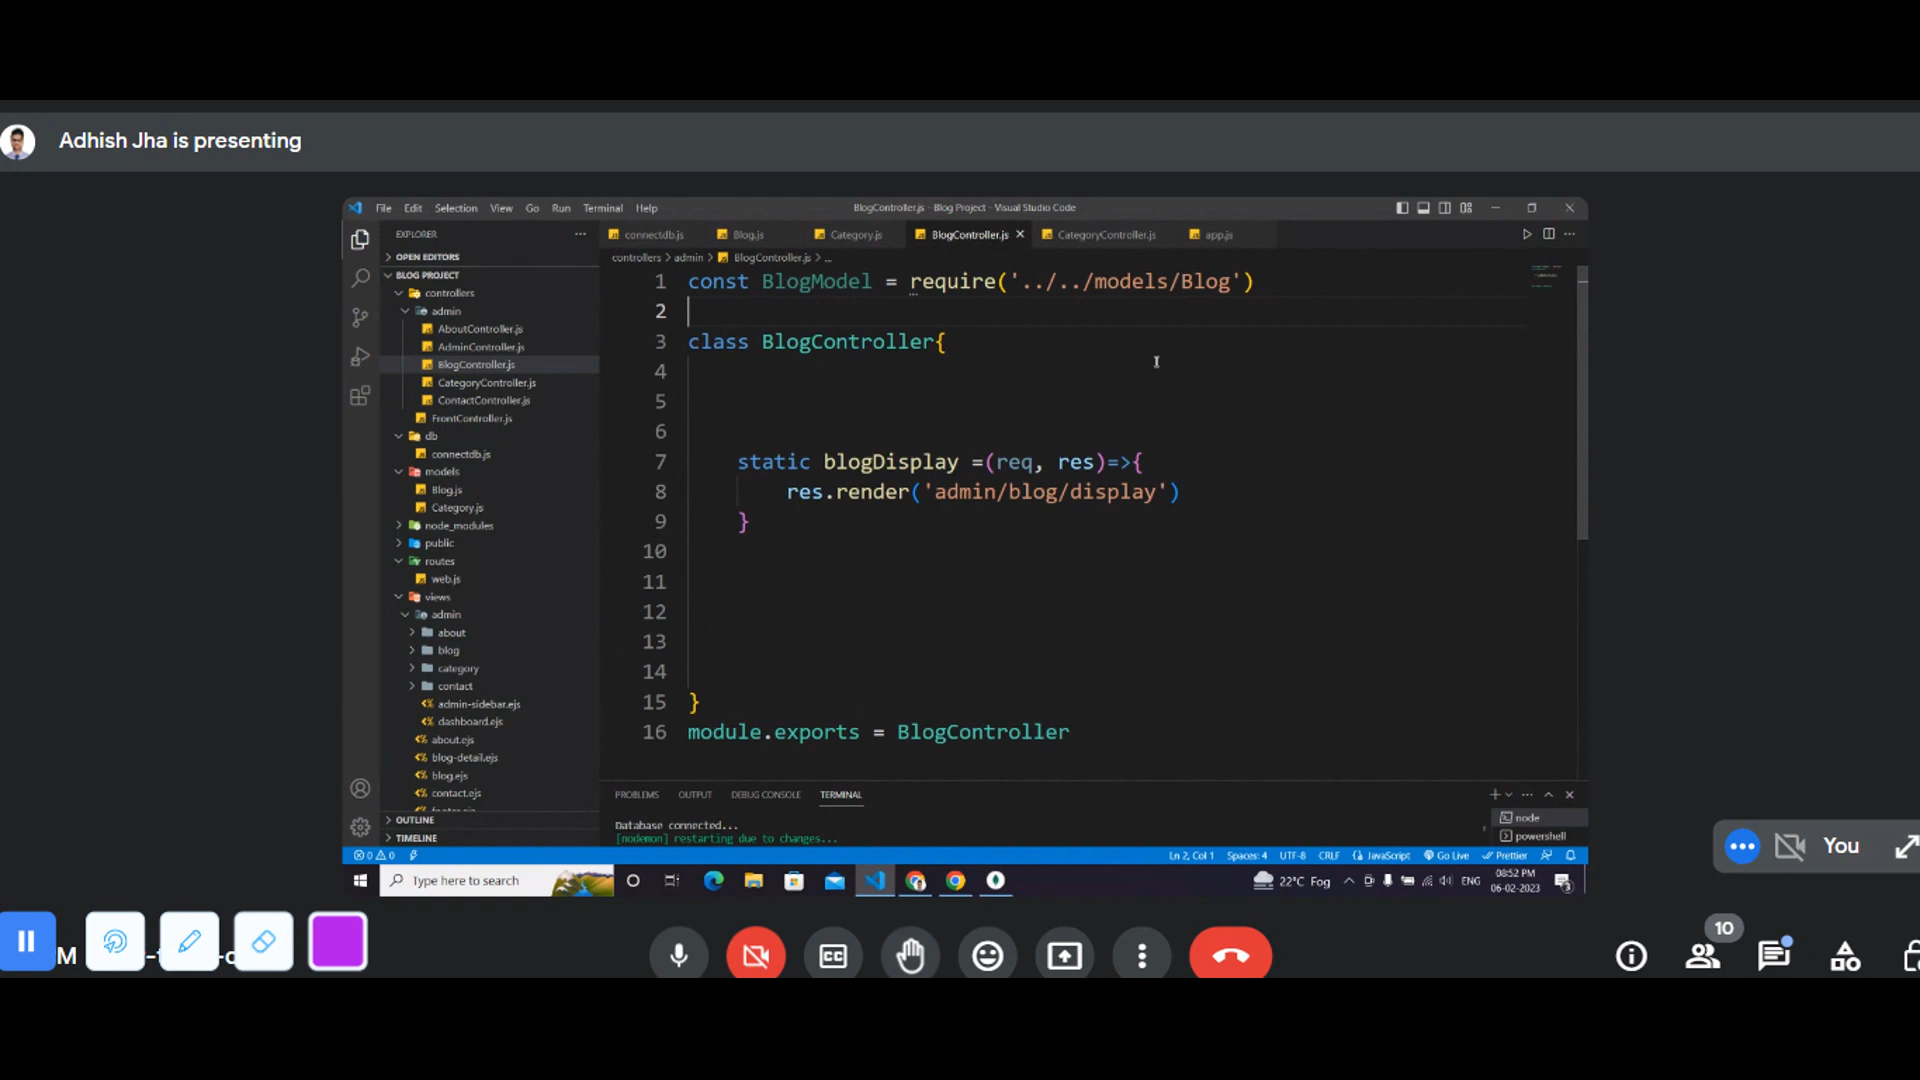 Adhish Jha is presenting
File Edit Selection View Go Run Terminal Help
BlogController.js - Blog Project - Visual Studio Code
EXPLORER
connectdb.js Blog.js Category.js BlogController.js CategoryController.js app.js
OPEN EDITORS
controllers > admin > BlogController.js > ...
BLOG PROJECT
controllers
admin
AboutController.js
AdminController.js
BlogController.js
CategoryController.js
ContactController.js
FrontController.js
db
connectdb.js
models
Blog.js
Category.js
node_modules
public
routes
web.js
views
admin
about
blog
category
contact
admin-sidebar.ejs
dashboard.ejs
about.ejs
blog-detail.ejs
blog.ejs
contact.ejs
OUTLINE
TIMELINE
1 const BlogModel = require('../../models/Blog')
2
3 class BlogController{
4
5
6
7 static blogDisplay =(req, res)=>{
8 res.render('admin/blog/display')
9 }
10
11
12
13
14
15 }
16 module.exports = BlogController
PROBLEMS OUTPUT DEBUG CONSOLE TERMINAL
Database connected...
[nodemon] restarting due to changes...
node
powershell
0 0 Ln 2, Col 1 Spaces: 4 UTF-8 CRLF JavaScript Go Live Prettier
Type here to search
22°C Fog ENG
08:52 PM
06-02-2023
3
You
M
10
CC